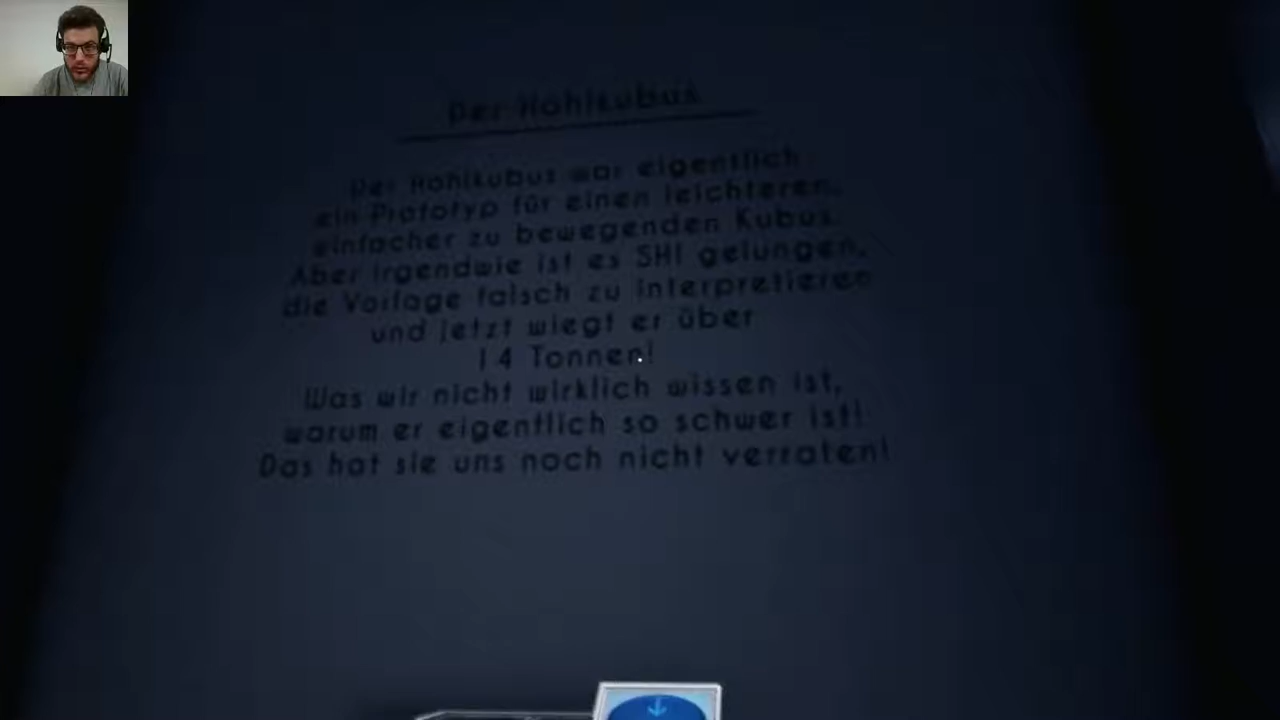 Der Hohlkubus
Der Hohlkubus war eigentlich
ein Prototyp für einen leichteren,
einfacher zu bewegenden Kubus.
Aber irgendwie ist es SHI gelungen,
die Vorlage falsch zu interpretieren
und jetzt wiegt er über
14 Tonnen!
Was wir nicht wirklich wissen ist,
warum er eigentlich so schwer ist!
Das hat sie uns noch nicht verraten!